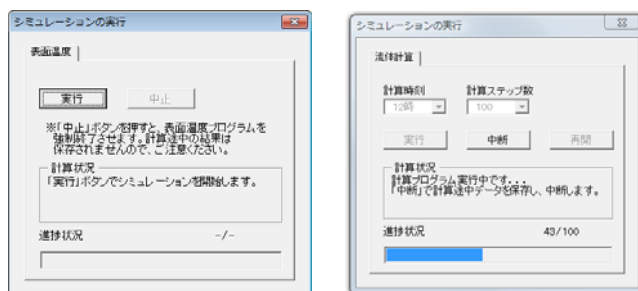 シミュレーションの実行
表面温度
実行
中止
※「中止」ボタンを押すと、表面温度プログラムを
強制終了させます。計算途中の結果は
保存されませんので、ご注意ください。
計算状況
「実行」ボタンでシミュレーションを開始します。
進捗状況
-/-
シミュレーションの実行
流体計算
計算時刻
計算ステップ数
12時
100
実行
中断
再開
計算状況
計算プログラム実行中です...
「中断」で計算途中データを保存し、中断します。
進捗状況
43/100